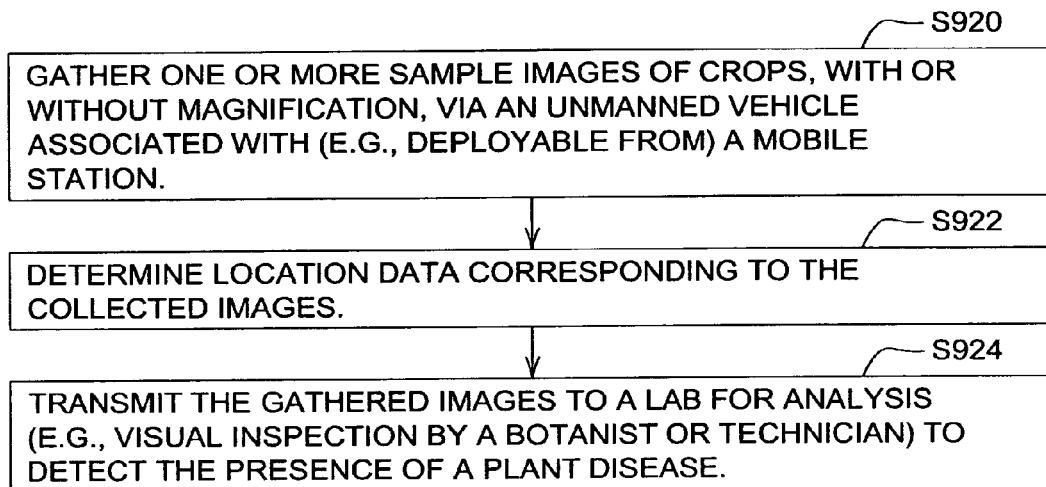 S920
GATHER ONE OR MORE SAMPLE IMAGES OF CROPS, WITH OR
WITHOUT MAGNIFICATION, VIA AN UNMANNED VEHICLE
ASSOCIATED WITH (E.G., DEPLOYABLE FROM) A MOBILE
STATION.
S922
DETERMINE LOCATION DATA CORRESPONDING TO THE
COLLECTED IMAGES.
S924
TRANSMIT THE GATHERED IMAGES TO A LAB FOR ANALYSIS
(E.G., VISUAL INSPECTION BY A BOTANIST OR TECHNICIAN) TO
DETECT THE PRESENCE OF A PLANT DISEASE.